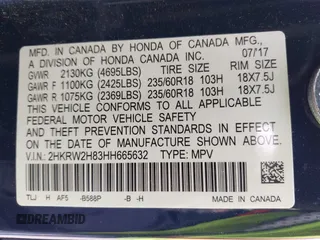 MFD. IN CANADA BY HONDA OF CANADA MFG., 07/17
A DIVISION OF HONDA CANADA INC.
GVWR 2130KG (4695LBS) TIRE SIZE RIM SIZE
GAWR F 1100KG (2425LBS) 235/60R18 103H 18X7.5J
GAWR R 1075KG (2369LBS) 235/60R18 103H 18X7.5J
THIS VEHICLE CONFORMS TO ALL APPLICABLE
FEDERAL MOTOR VEHICLE SAFETY
AND THEFT PREVENTION STANDARDS IN EFFECT
ON THE DATE OF MANUFACTURE SHOWN ABOVE.
V.I.N.: 2HKRW2H83HH665632 TYPE: MPV
TLJ H AF5 -B588P -B -H
MADE IN CANADA
DREAMBID